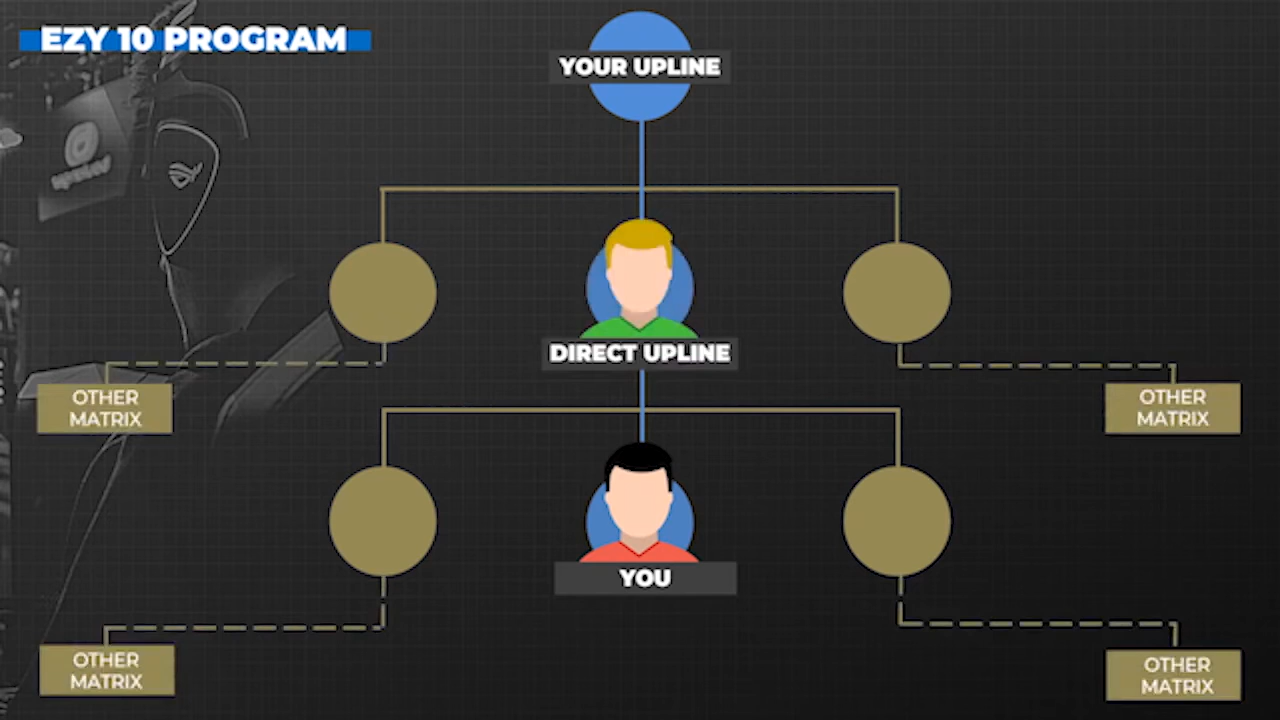 EZY 10 PROGRAM
YOUR UPLINE
DIRECT UPLINE
OTHER
MATRIX
OTHER
MATRIX
YOU
OTHER
MATRIX
OTHER
MATRIX